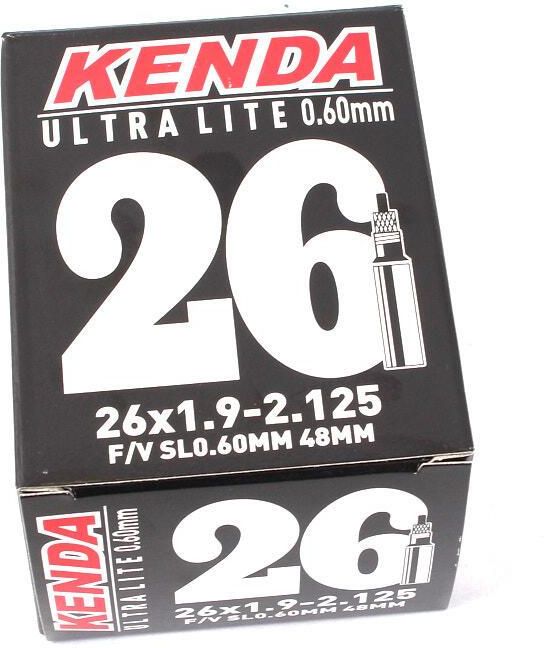 KENDA
ULTRA LITE 0.60mm
26
26x1.9-2.125
F/V SL0.60MM 48MM
KENDA
ULTRA LITE 0.60mm
26
26x1-9-2-125
F/V SL0.60MM 48MM